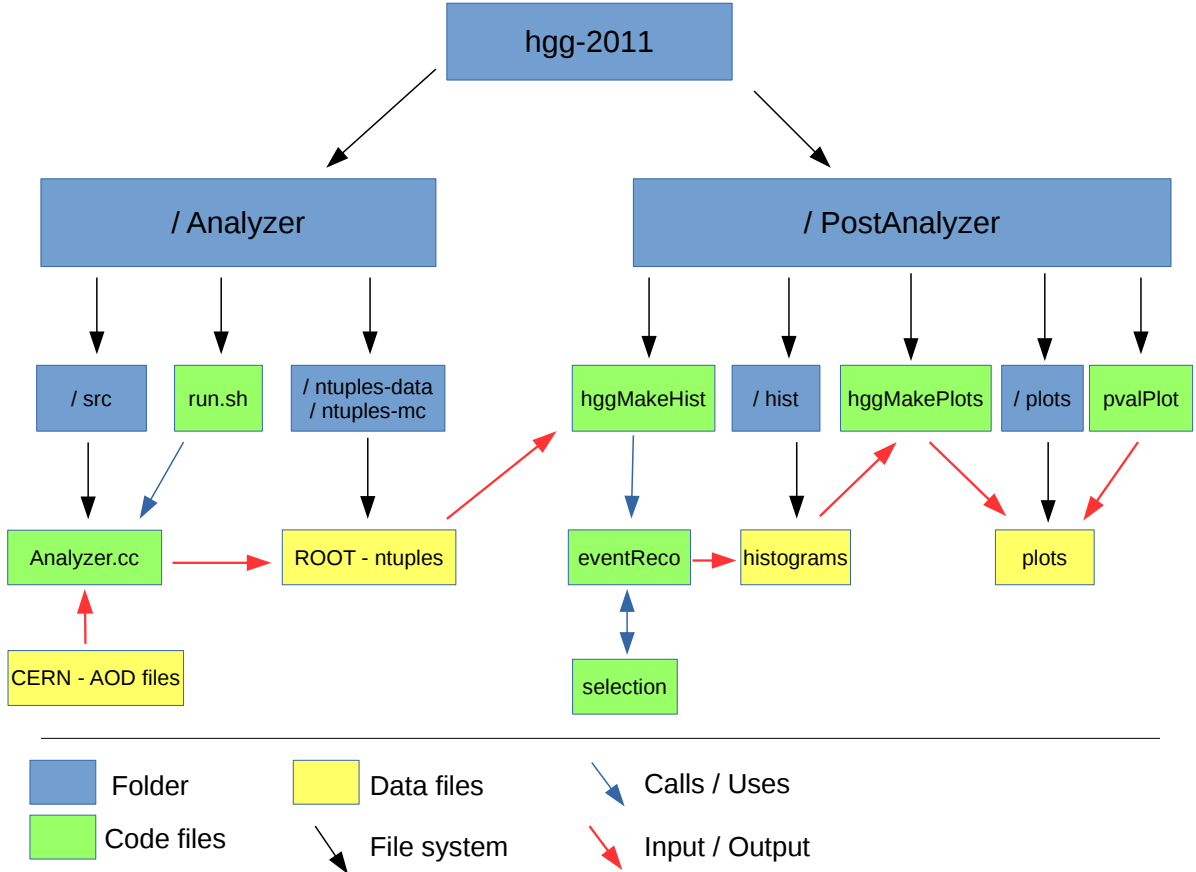 hgg-2011
/ Analyzer
/ PostAnalyzer
/ src
run.sh
/ ntuples-data
/ ntuples-mc
hggMakeHist
/ hist
hggMakePlots
/ plots
pvalPlot
Analyzer.cc
ROOT - ntuples
eventReco
histograms
plots
CERN - AOD files
selection
Folder
Data files
Calls / Uses
Code files
File system
Input / Output